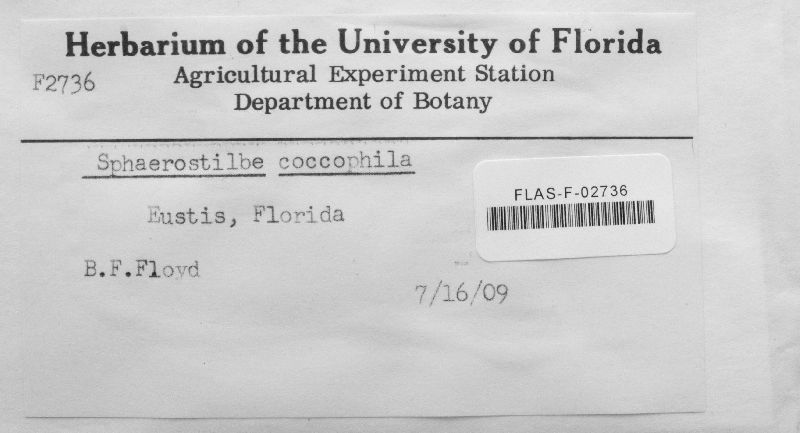 Herbarium of the University of Florida
F2736
Agricultural Experiment Station
Department of Botany
Sphaerostilbe coccophila
FLAS-F-02736
Eustis, Florida
B.F.Floyd
7/16/09